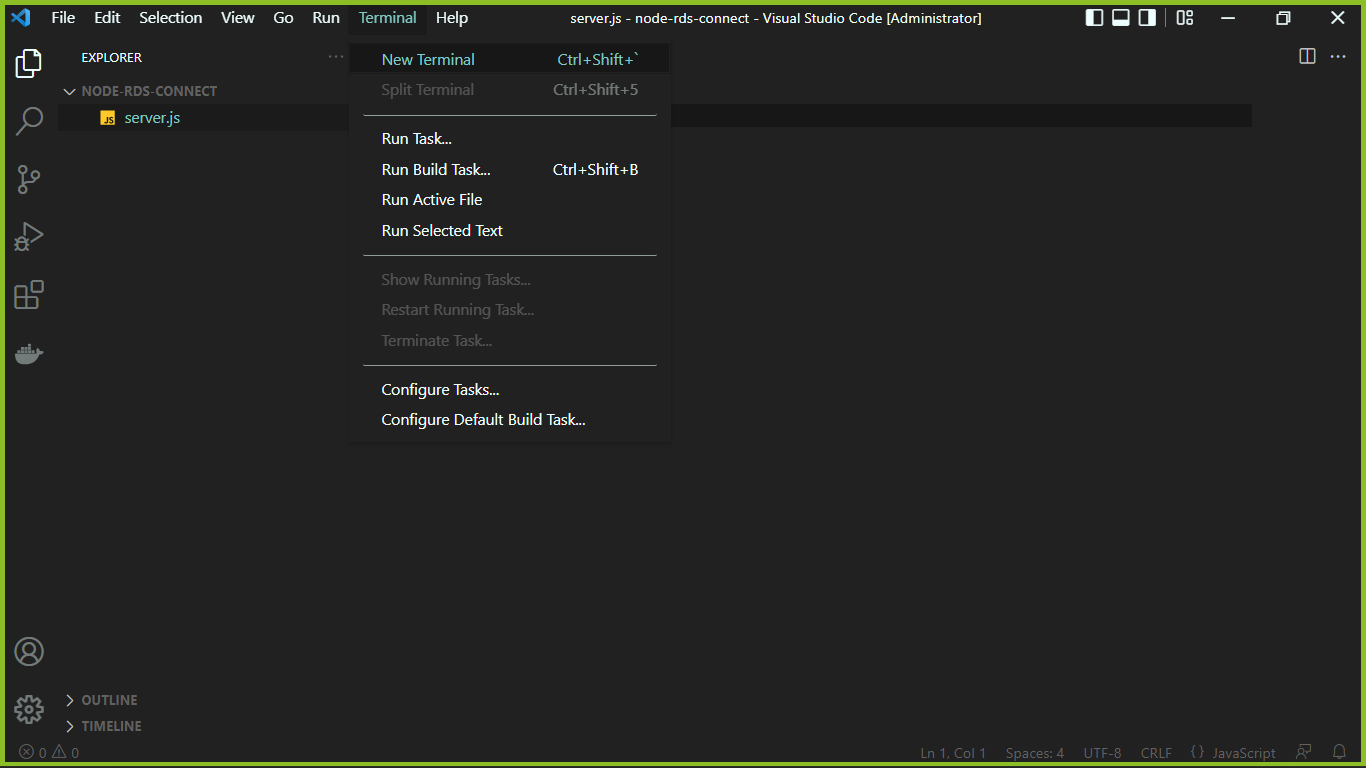 File Edit Selection View Go Run Terminal Help server.js - node-rds-connect - Visual Studio Code [Administrator]
EXPLORER
NODE-RDS-CONNECT
JS server.js
New Terminal Ctrl+Shift+`
Split Terminal Ctrl+Shift+5
Run Task...
Run Build Task... Ctrl+Shift+B
Run Active File
Run Selected Text
Show Running Tasks...
Restart Running Task...
Terminate Task...
Configure Tasks...
Configure Default Build Task...
OUTLINE
TIMELINE
0 0 Ln 1, Col 1 Spaces: 4 UTF-8 CRLF {} JavaScript